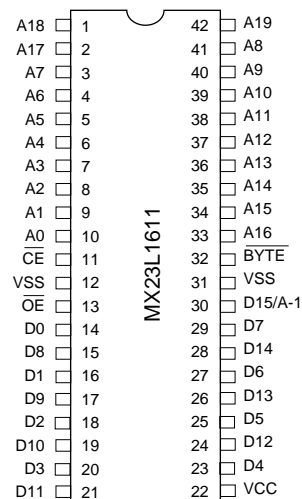 A18 1 42 A19
A17 2 41 A8
A7 3 40 A9
A6 4 39 A10
A5 5 38 A11
A4 6 37 A12
A3 7 36 A13
A2 8 35 A14
A1 9 34 A15
A0 10 33 A16
CE 11 32 BYTE
VSS 12 31 VSS
OE 13 30 D15/A-1
D0 14 29 D7
D8 15 28 D14
D1 16 27 D6
D9 17 26 D13
D2 18 25 D5
D10 19 24 D12
D3 20 23 D4
D11 21 22 VCC
MX23L1611